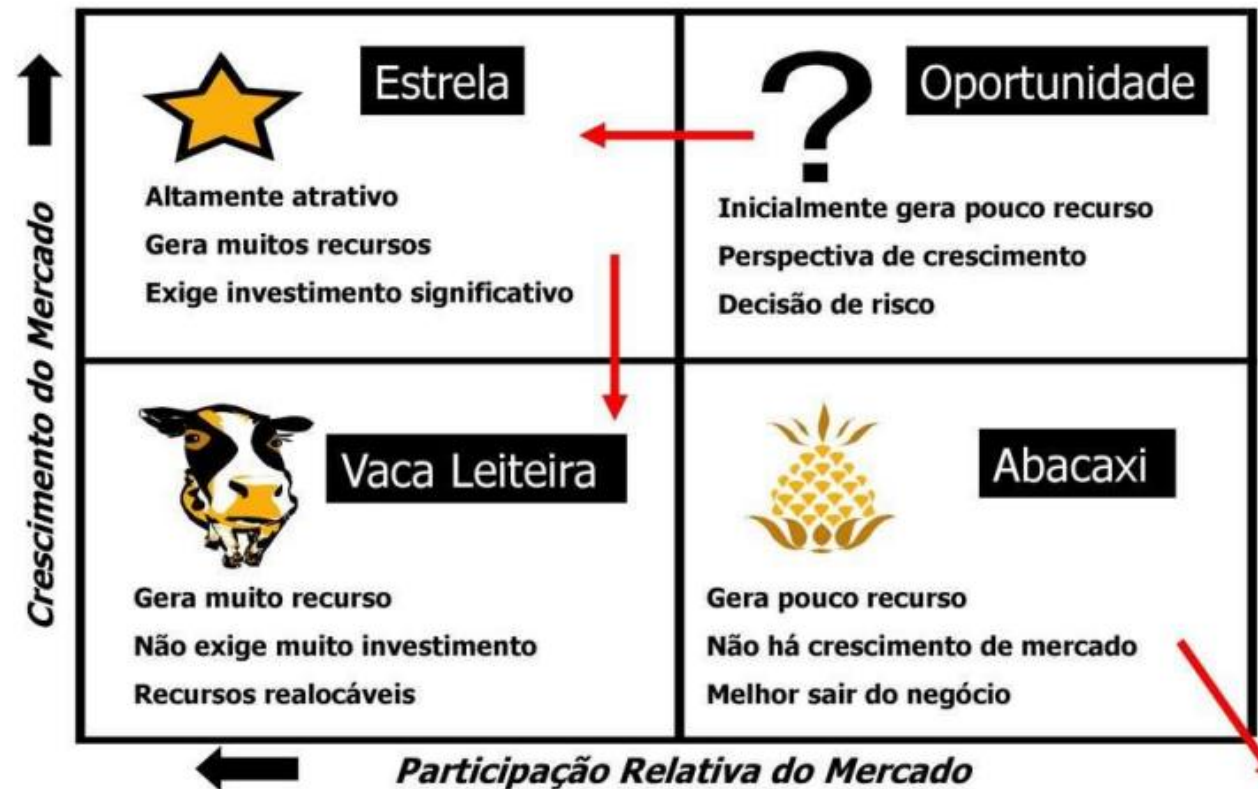 Crescimento do Mercado
Estrela
Altamente atrativo
Gera muitos recursos
Exige investimento significativo
?
Oportunidade
Inicialmente gera pouco recurso
Perspectiva de crescimento
Decisão de risco
Vaca Leiteira
Gera muito recurso
Não exige muito investimento
Recursos realocáveis
Abacaxi
Gera pouco recurso
Não há crescimento de mercado
Melhor sair do negócio
Participação Relativa do Mercado